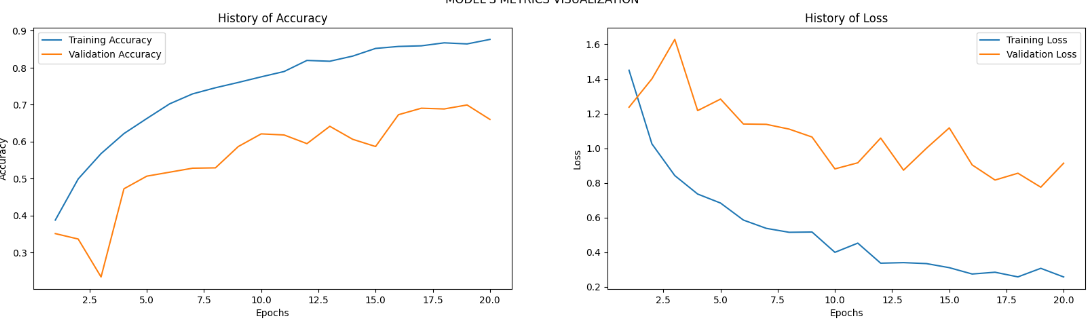 MODEL'S METRICS VISUALIZATION
History of Accuracy
0.9
0.8
0.7
0.6
0.5
0.4
0.3
Accuracy
Training Accuracy
Validation Accuracy
2.5 5.0 7.5 10.0 12.5 15.0 17.5 20.0
Epochs
History of Loss
1.6
1.4
1.2
1.0
0.8
0.6
0.4
0.2
Loss
Training Loss
Validation Loss
2.5 5.0 7.5 10.0 12.5 15.0 17.5 20.0
Epochs